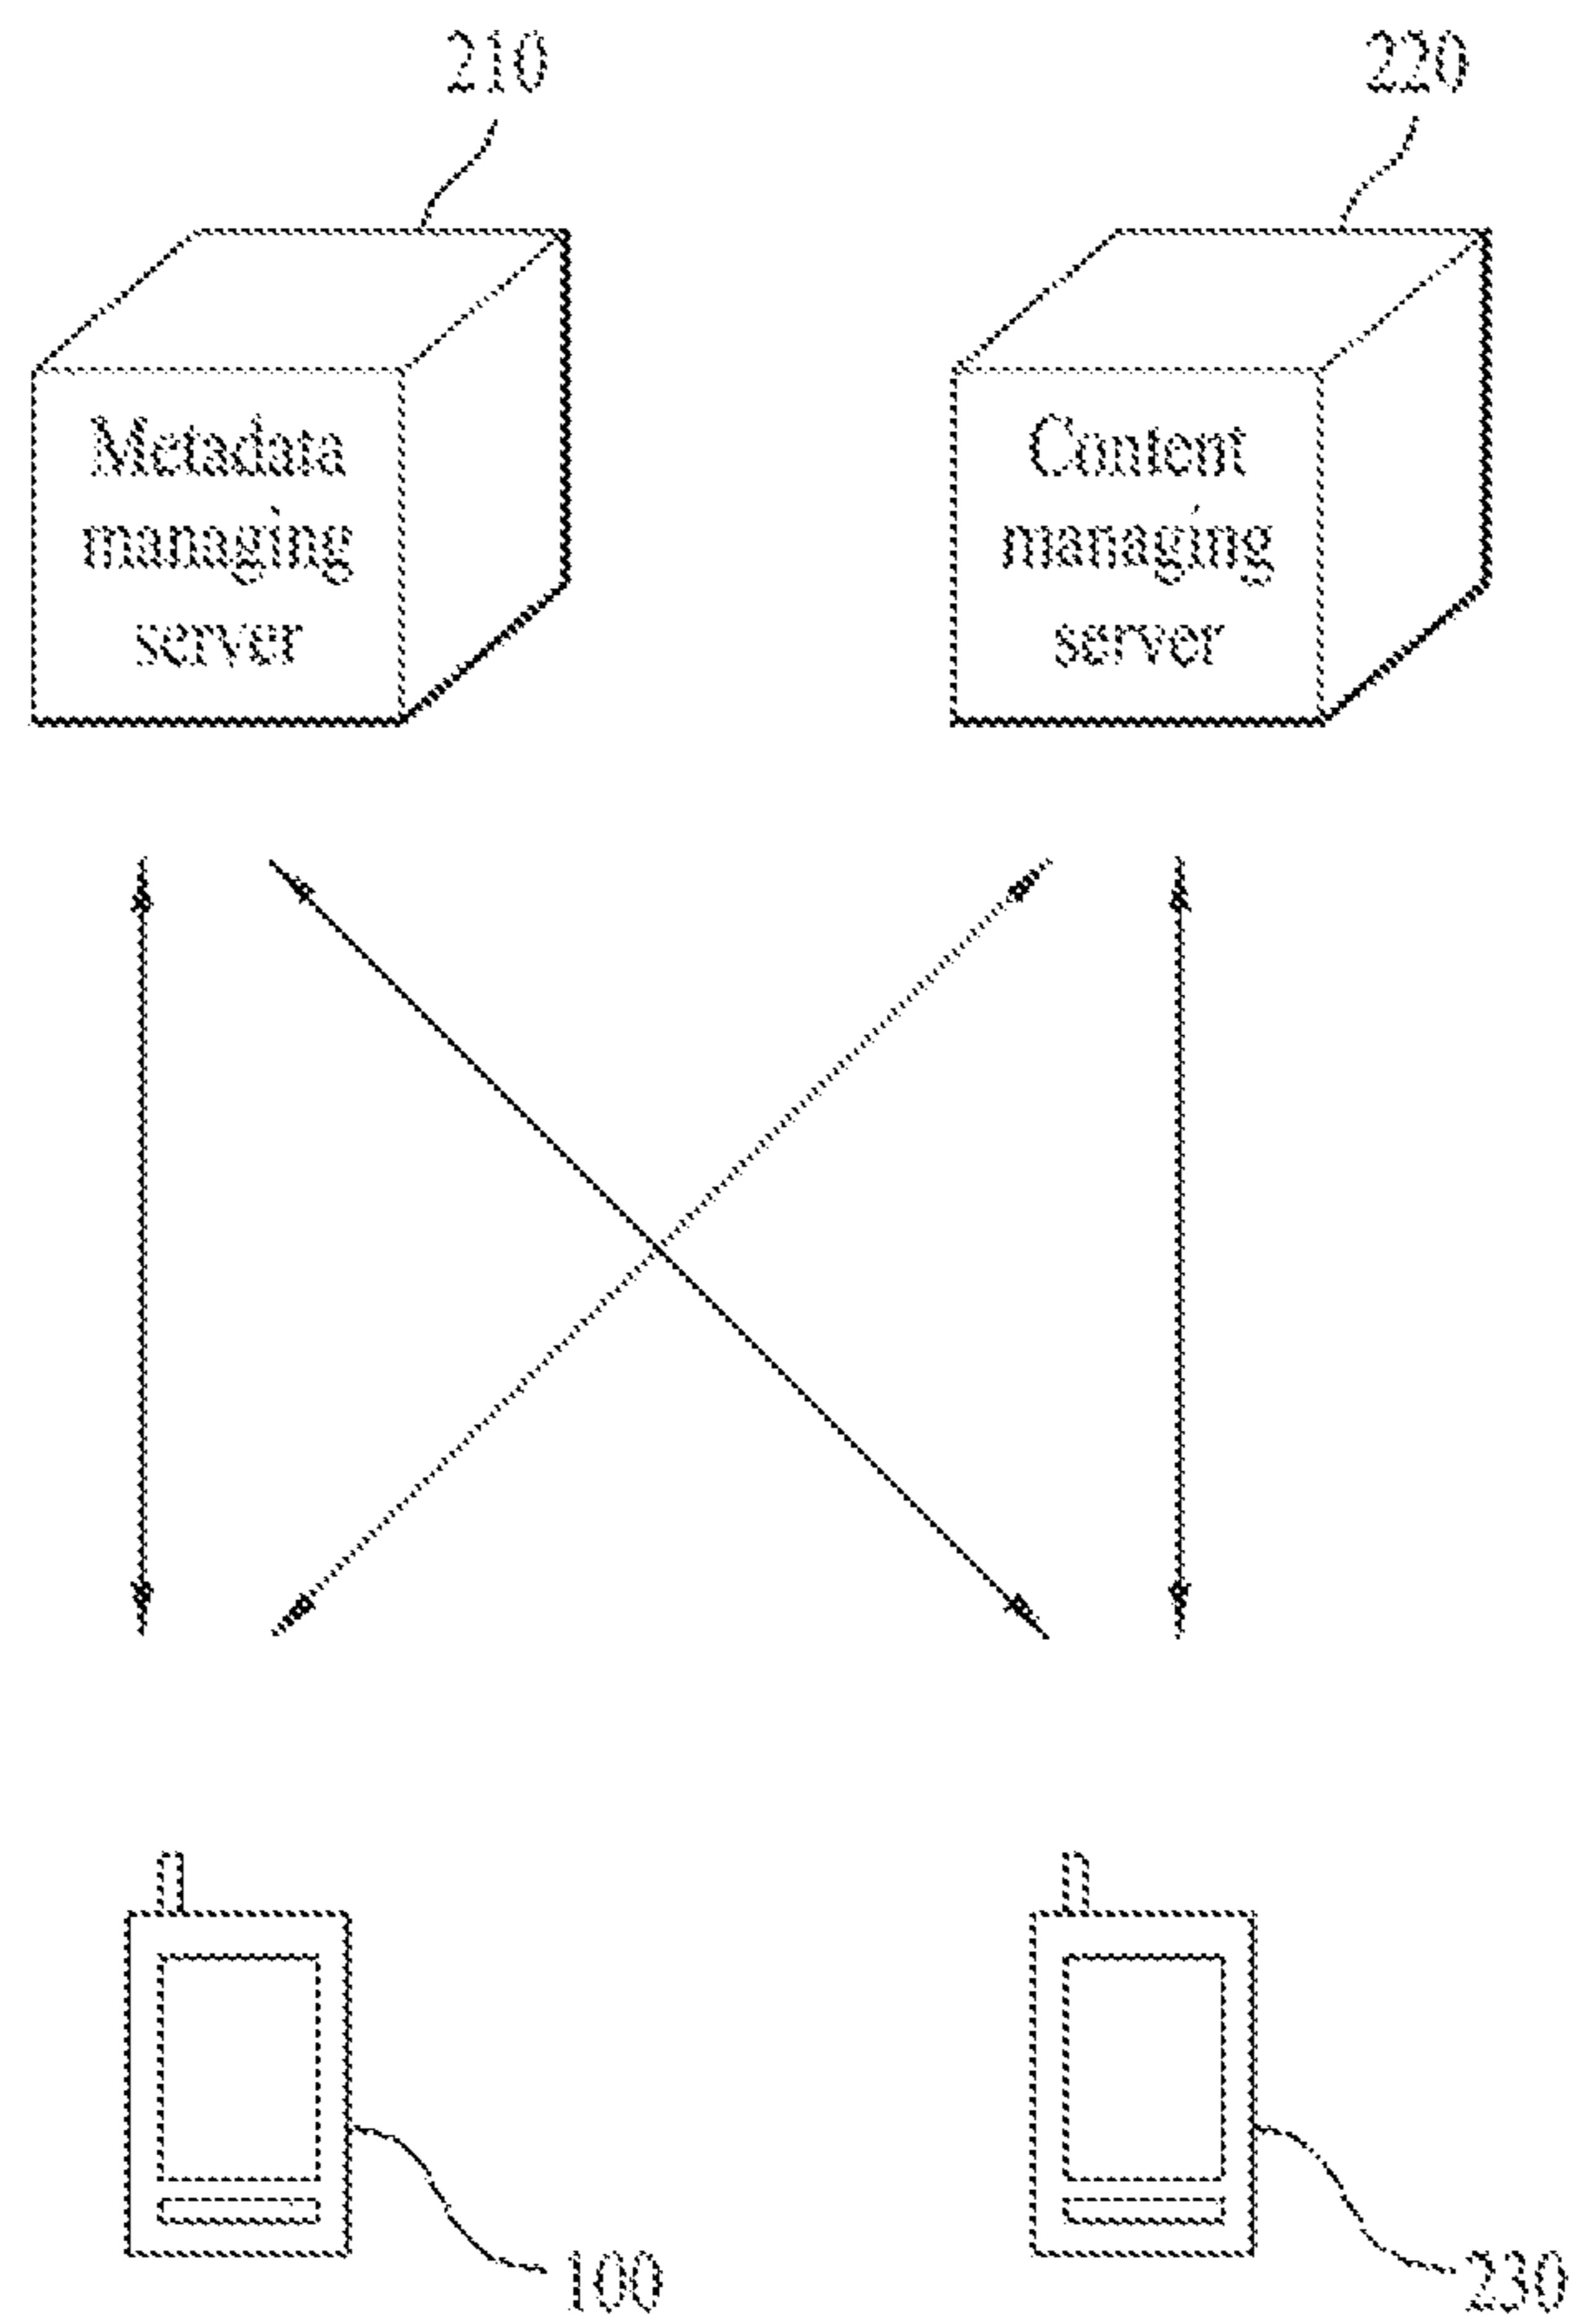 210
220
Metadata
managing
server
Content
managing
server
100
230